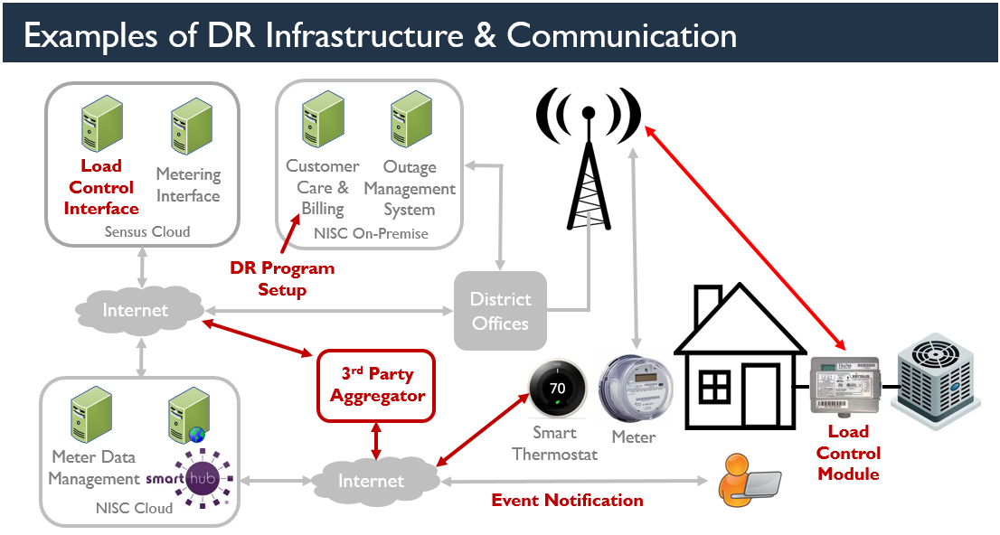 Examples of DR Infrastructure & Communication
Load
Control
Interface
Metering
Interface
Sensus Cloud
Customer
Care &
Billing
Outage
Management
System
NISC On-Premise
DR Program
Setup
Internet
District
Offices
3rd Party
Aggregator
70
Smart
Thermostat
Meter
Load
Control
Module
Meter Data
Management
smarthub
NISC Cloud
Internet
Event Notification